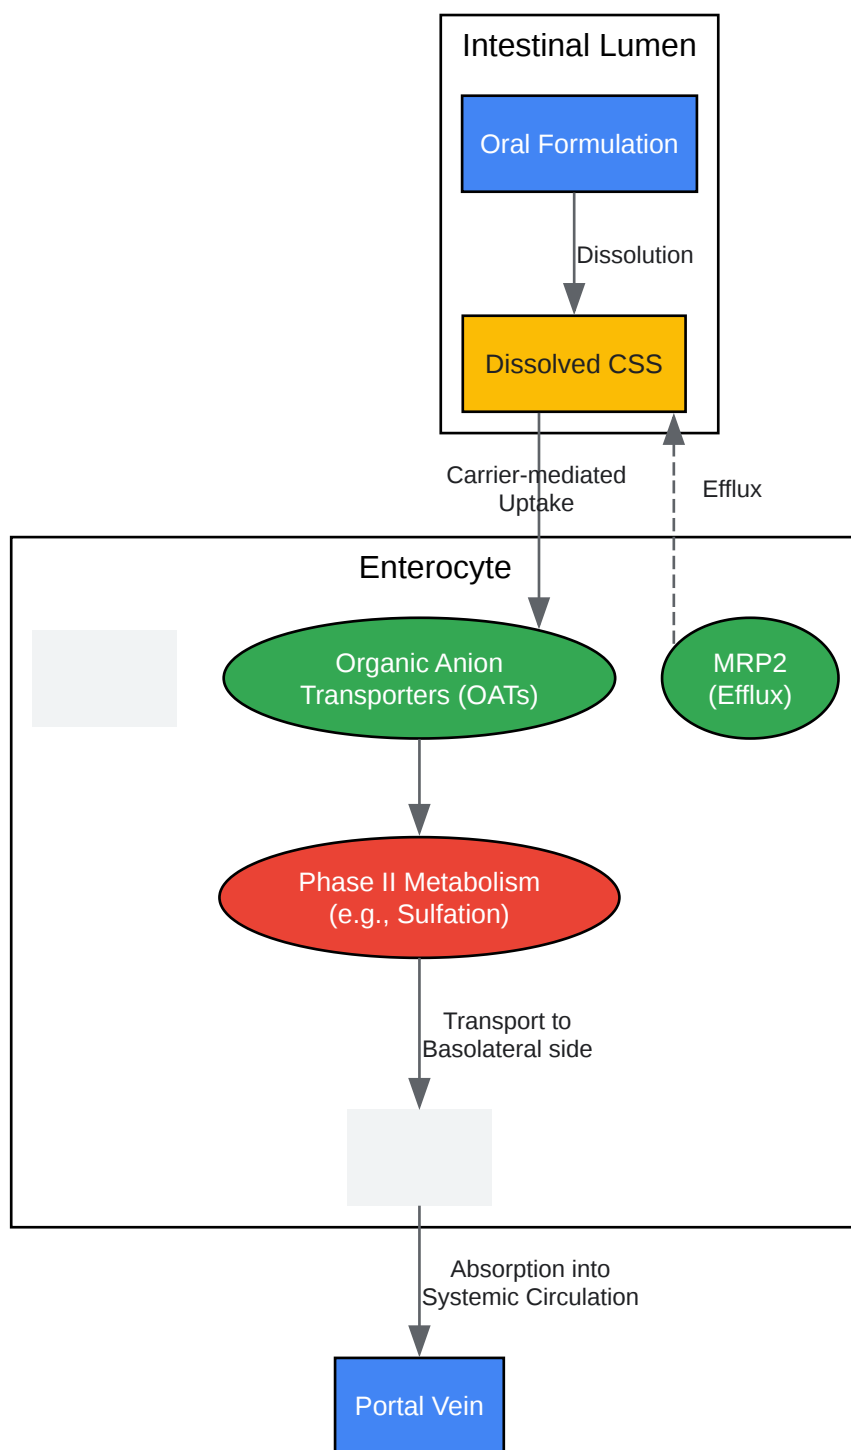 Intestinal Lumen
Oral Formulation
Dissolution
Dissolved CSS
Carrier-mediated
Uptake
Efflux
Enterocyte
Organic Anion
Transporters (OATs)
MRP2
(Efflux)
Phase II Metabolism
(e.g., Sulfation)
Transport to
Basolateral side
Absorption into
Systemic Circulation
Portal Vein